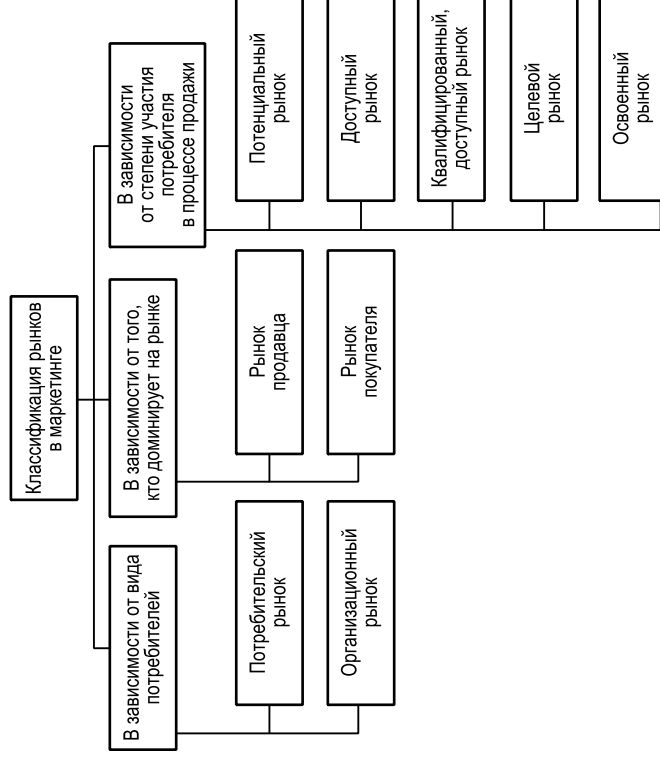 Классификация рынков
в маркетинге
В зависимости от вида
потребителей
Потребительский
рынок
Организационный
рынок
В зависимости от того,
кто доминирует на рынке
Рынок
продавца
Рынок
покупателя
В зависимости
от степени участия
потребителя
в процессе продажи
Потенциальный
рынок
Доступный
рынок
Квалифицированный,
доступный рынок
Целевой
рынок
Освоенный
рынок